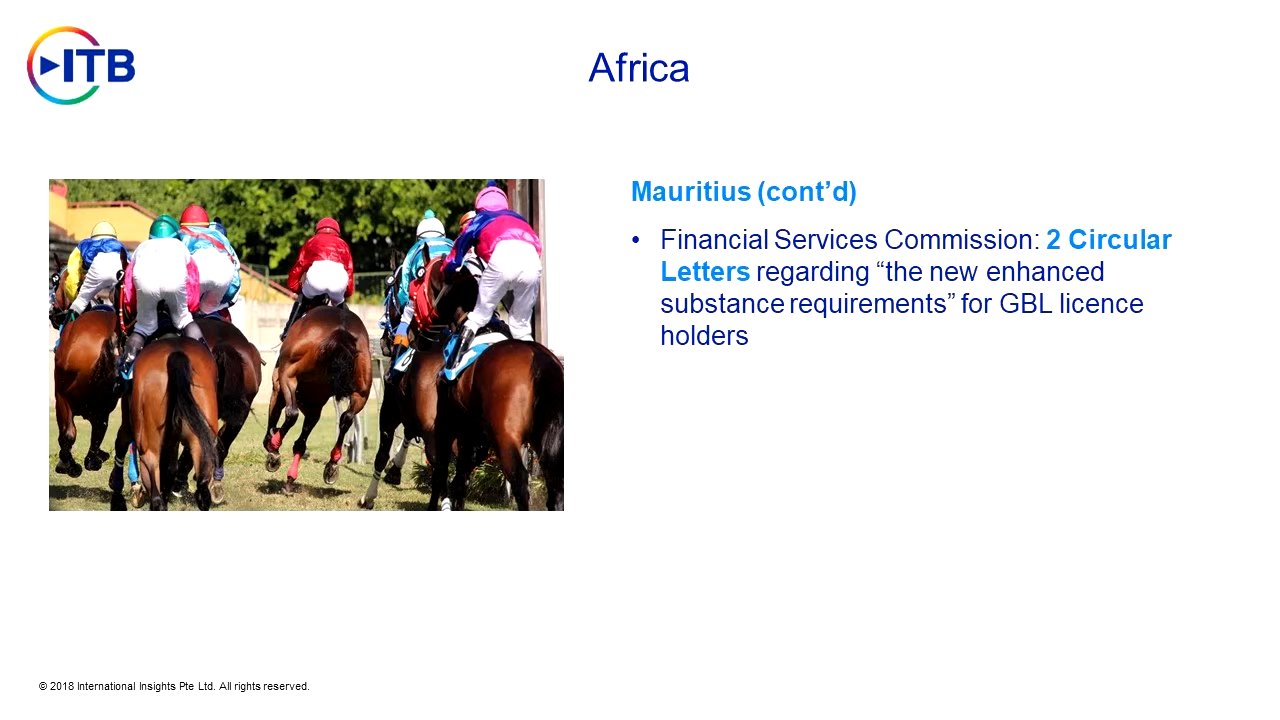 ITB
Africa
Mauritius (cont’d)
• Financial Services Commission: 2 Circular
Letters regarding “the new enhanced
substance requirements” for GBL licence
holders
© 2018 International Insights Pte Ltd. All rights reserved.